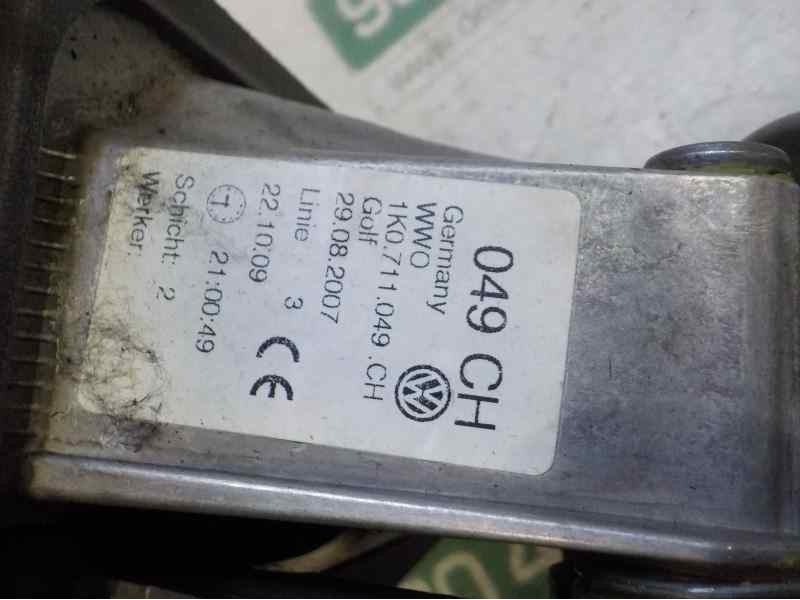 049 CH
Germany
WWO
1K0.711.049 .CH
Golf
29.08.2007
Linie 3
22.10:09
T 21:00:49
Schicht: 2
Werker:
CE